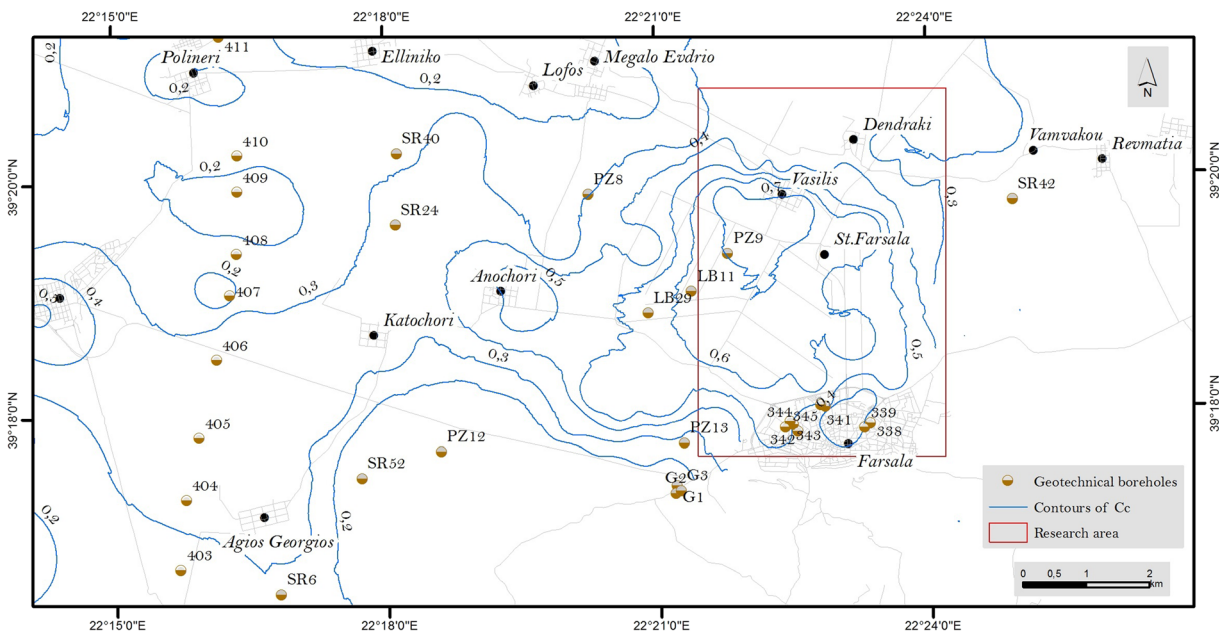 22°15'0"E
22°18'0"E
22°21'0"E
22°24'0"E
411
Polineri
0,2
0,2
Elliniko
0,2
Lofos
Megalo Evdrio
N
Dendraki
Vamvakou
Revmatia
0,4
410
SR40
39°20'0"N
39°20'0"N
0,2
409
PZ8
0,7
Vasilis
0,3
SR42
SR24
408
0,2
407
PZ9
St.Farsala
0,3
0,4
0,3
Anochori
0,5
LB11
LB29
Katochori
406
0,3
0,6
0,5
39°18'0"N
39°18'0"N
0,4
344
345
341
339
342
343
338
405
PZ12
PZ13
Farsala
SR52
G2
G3
G1
404
0,2
0,2
Agios Georgios
403
SR6
Geotechnical boreholes
Contours of Cc
Research area
0 0,5 1 2
km
22°15'0"E
22°18'0"E
22°21'0"E
22°24'0"E